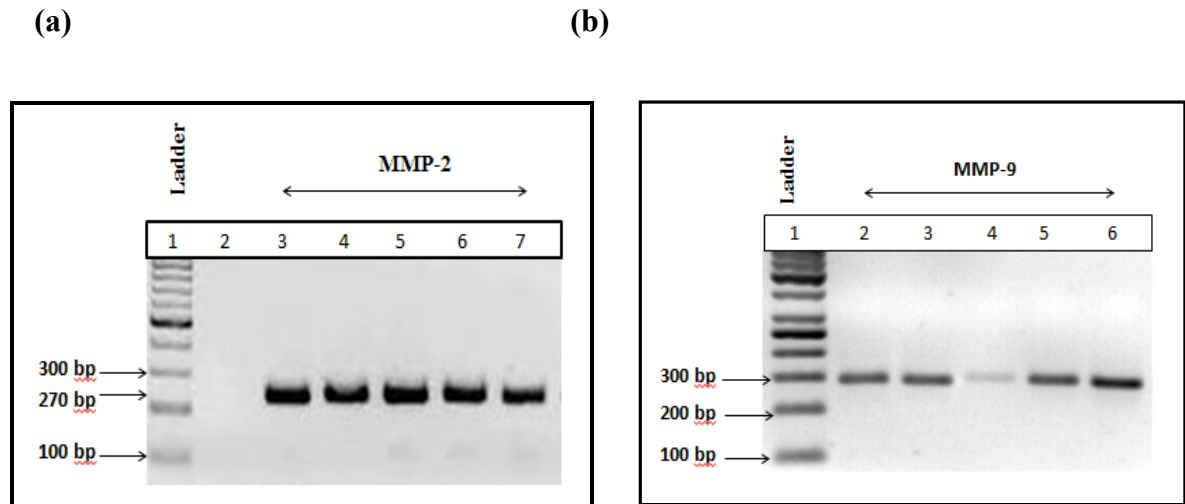 (a)
(b)
Ladder
MMP-2
1 2 3 4 5 6 7
300 bp
270 bp
100 bp
Ladder
MMP-9
1 2 3 4 5 6
300 bp
200 bp
100 bp